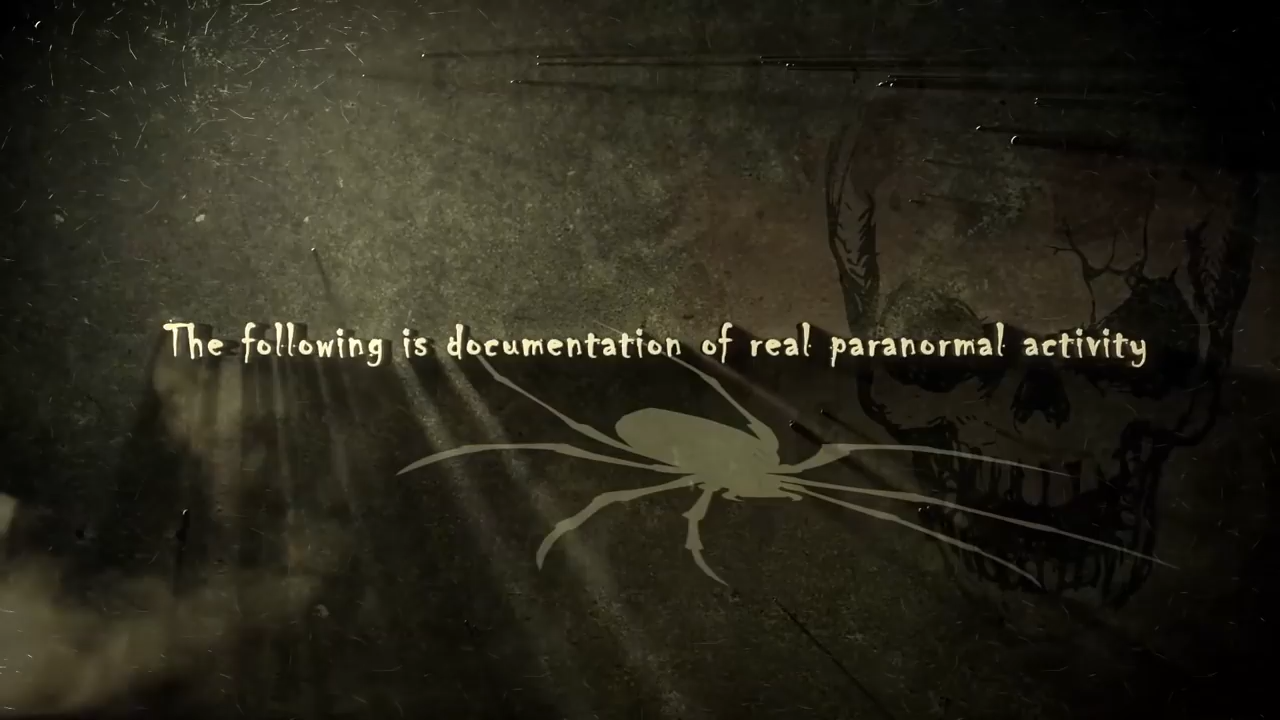 The following is documentation of real paranormal activity